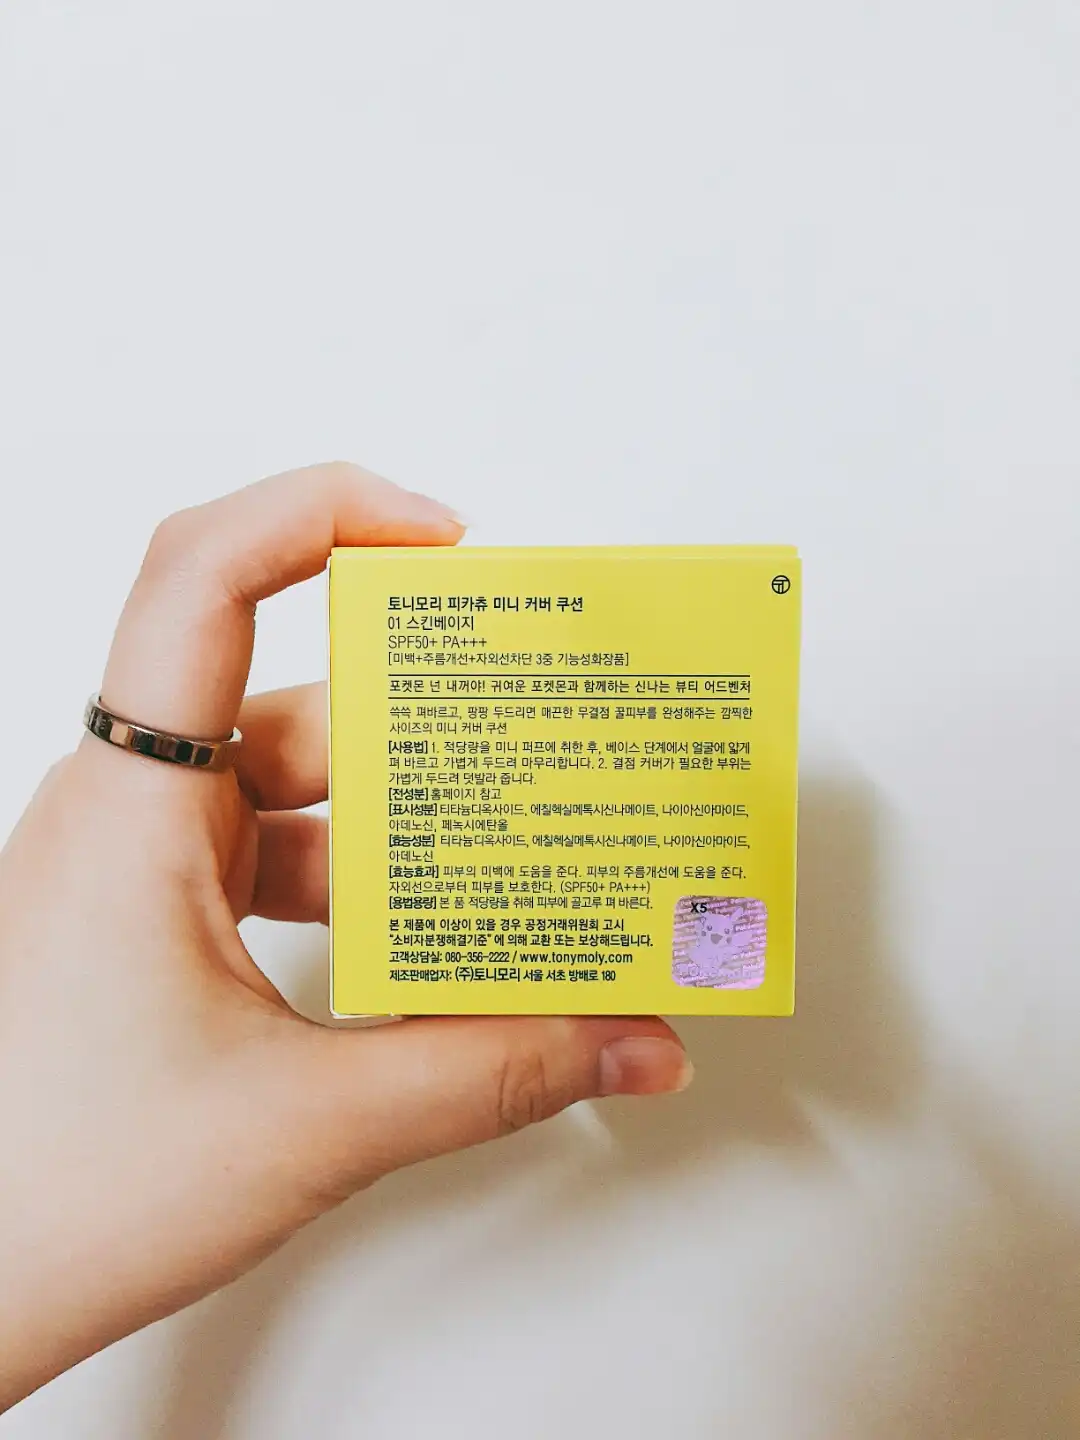 토니모리 피카츄 미니 커버 쿠션
01 스킨베이지
SPF50+ PA+++
[미백+주름개선+자외선차단 3중 기능성화장품]
포켓몬 넌 내꺼야! 귀여운 포켓몬과 함께하는 신나는 뷰티 어드벤처
쓱쓱 펴바르고, 팡팡 두드리면 매끈한 무결점 꿀피부를 완성해주는 깜찍한
사이즈의 미니 커버 쿠션
[사용법] 1. 적당량을 미니 퍼프에 취한 후, 베이스 단계에서 얼굴에 얇게
펴 바르고 가볍게 두드려 마무리합니다. 2. 결점 커버가 필요한 부위는
가볍게 두드려 덧발라 줍니다.
[전성분] 홈페이지 참고
[표시성분] 티타늄디옥사이드, 에칠헥실메톡시신나메이트, 나이아신아마이드,
아데노신, 페녹시에탄올
[효능성분] 티타늄디옥사이드, 에칠헥실메톡시신나메이트, 나이아신아마이드,
아데노신
[효능효과] 피부의 미백에 도움을 준다. 피부의 주름개선에 도움을 준다.
자외선으로부터 피부를 보호한다. (SPF50+ PA+++)
[용법용량] 본 품 적당량을 취해 피부에 골고루 펴 바른다.
본 제품에 이상이 있을 경우 공정거래위원회 고시
"소비자분쟁해결기준" 에 의해 교환 또는 보상해드립니다.
고객상담실: 080-356-2222 / www.tonymoly.com
제조판매업자: (주)토니모리 서울 서초 방배로 180
X5